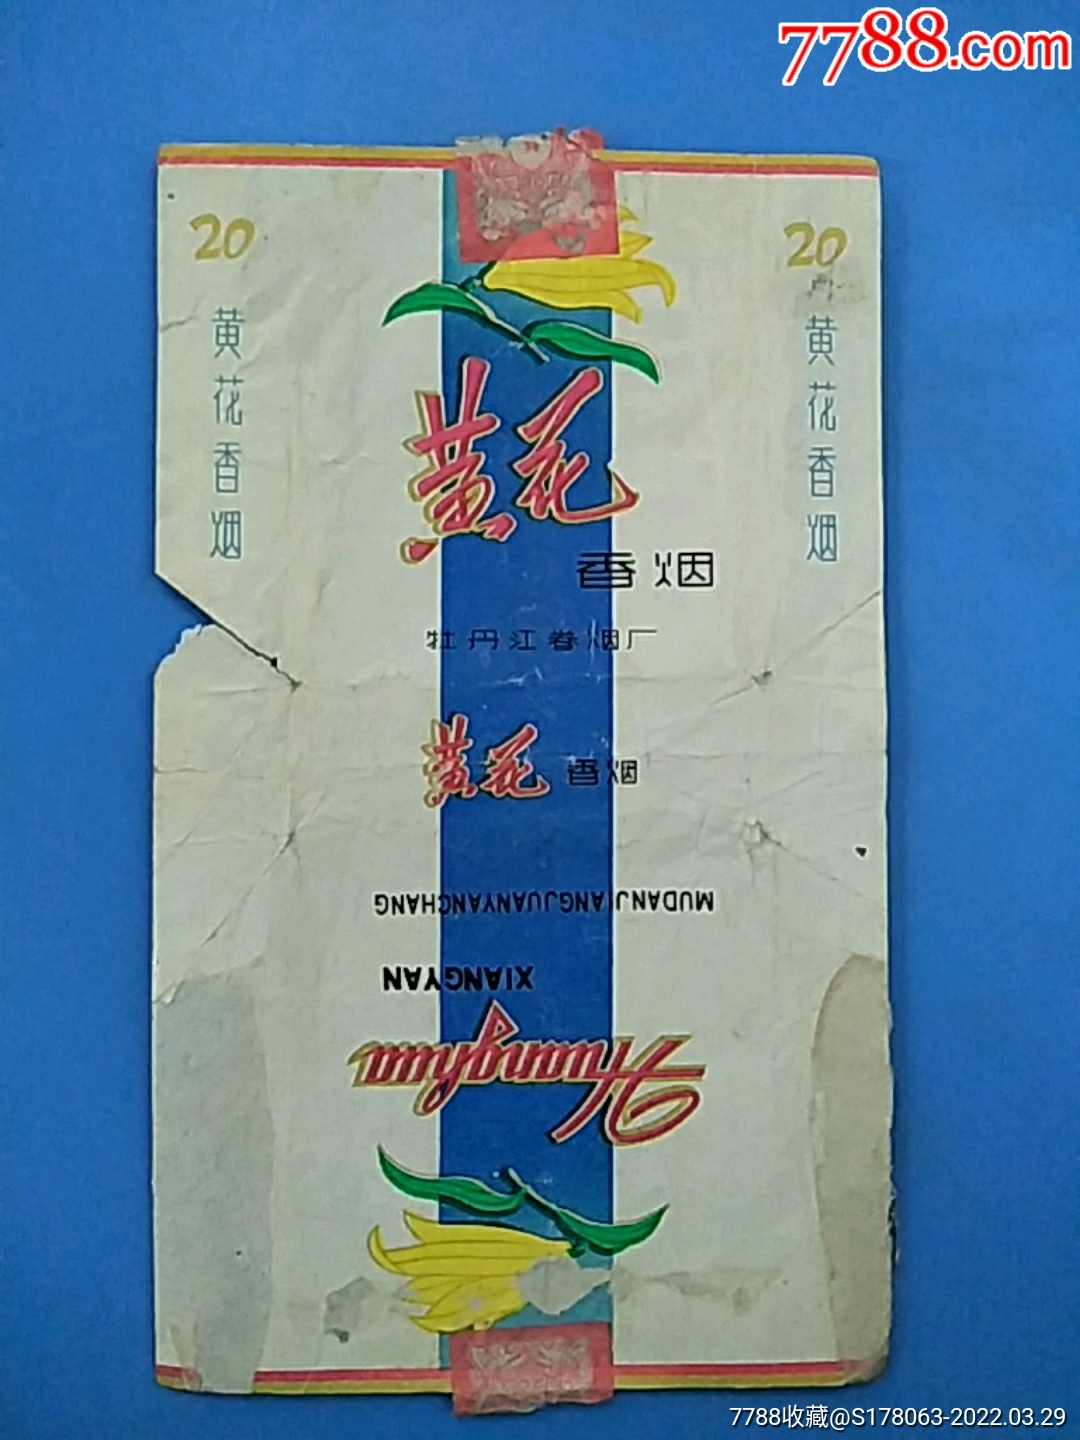 7788.com
20
20
黄花香烟
黄花香烟
黄花
香烟
牡丹江卷烟厂
黄花 香烟
MUDANJIANGJUANYANCHANG
XIANGYAN
Huanghua
7788收藏@S178063-2022.03.29